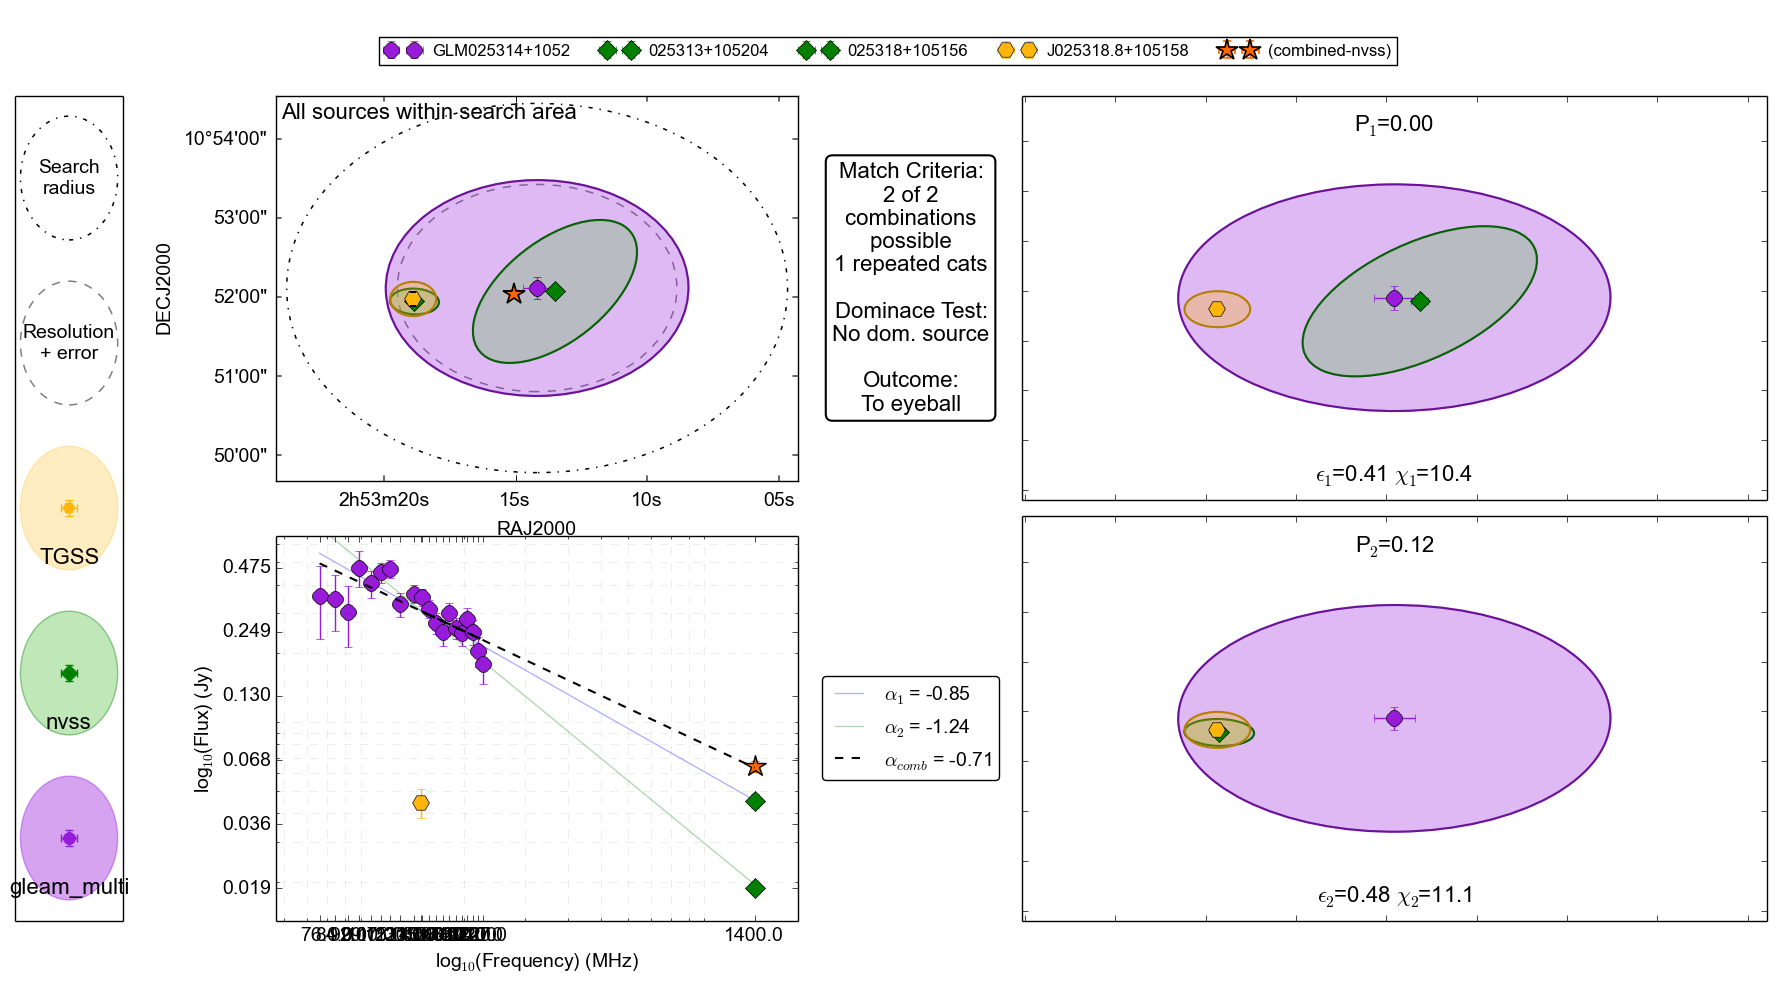 GLM025314+1052 025313+105204 025318+105156 J025318.8+105158 (combined-nvss)
Search
radius
Resolution
+ error
TGSS
nvss
gleam_multi
All sources within search area
DECJ2000
10°54'00"
53'00"
52'00"
51'00"
50'00"
2h53m20s 15s 10s 05s
RAJ2000
Match Criteria:
2 of 2
combinations
possible
1 repeated cats
Dominace Test:
No dom. source
Outcome:
To eyeball
P1=0.00
ϵ1=0.41 χ1=10.4
log10(Flux) (Jy)
0.475
0.249
0.130
0.068
0.036
0.019
1400.0
log10(Frequency) (MHz)
α1 = -0.85
α2 = -1.24
αcomb = -0.71
P2=0.12
ϵ2=0.48 χ2=11.1